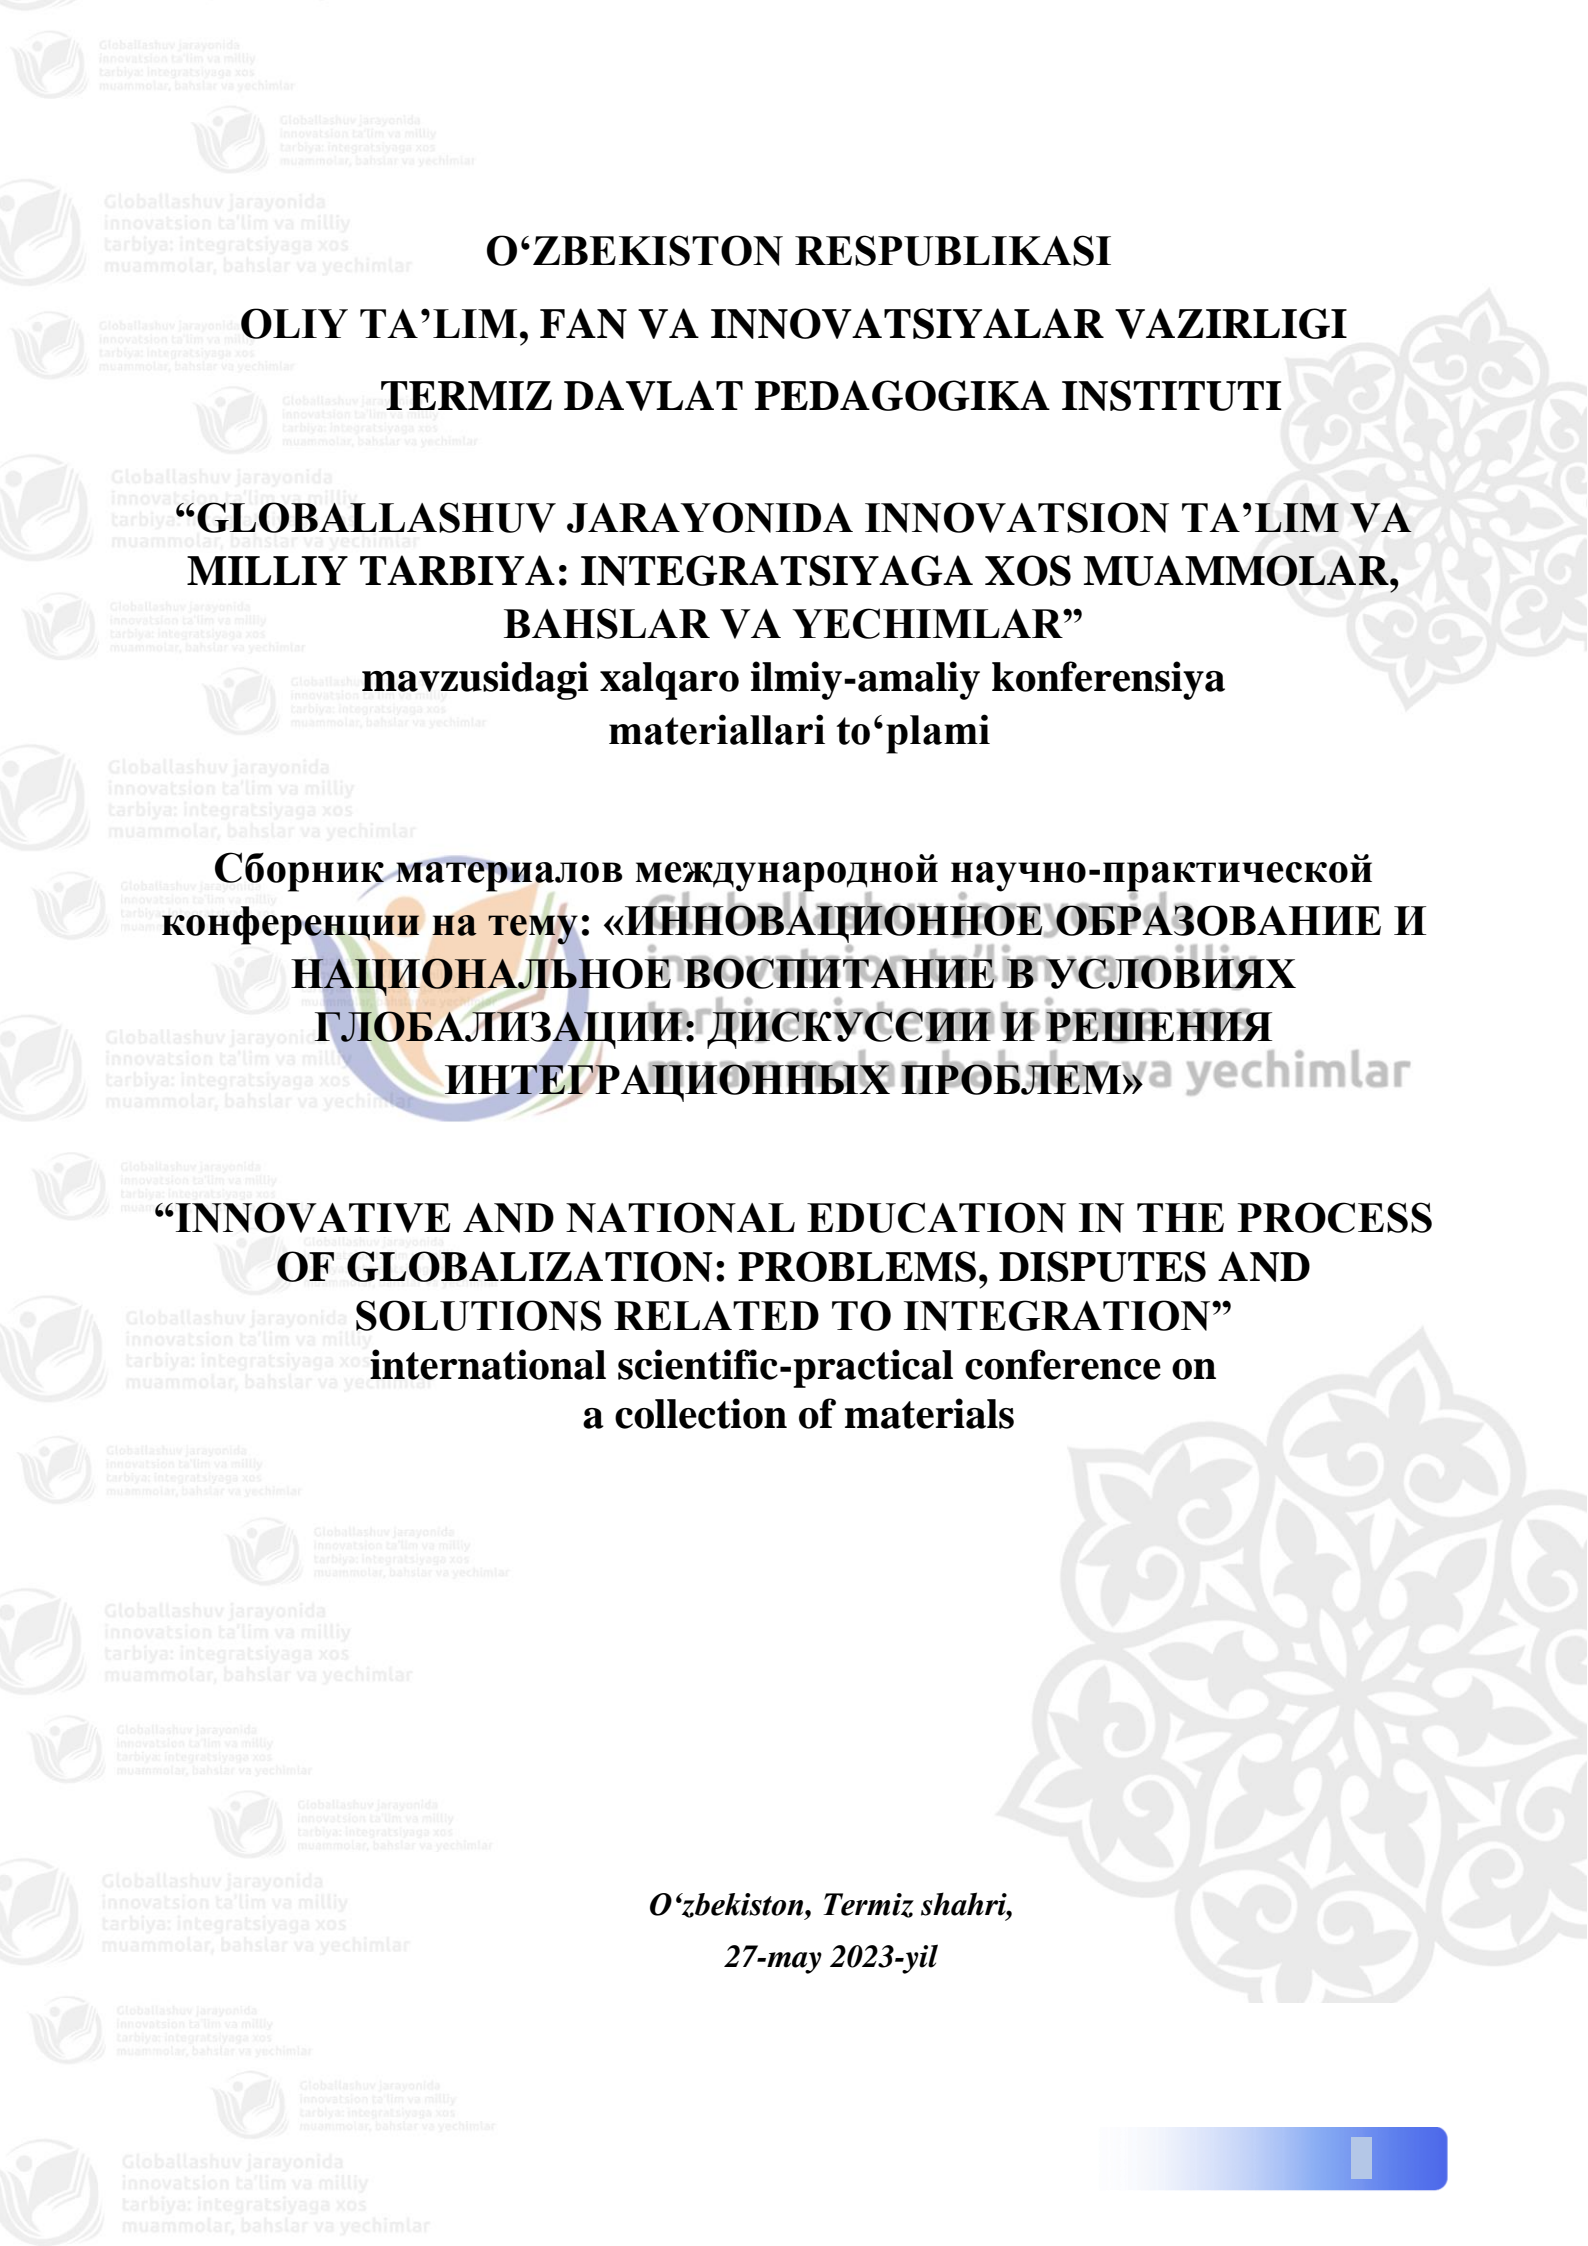 O‘ZBEKISTON RESPUBLIKASI
OLIY TA’LIM, FAN VA INNOVATSIYALAR VAZIRLIGI
TERMIZ DAVLAT PEDAGOGIKA INSTITUTI
“GLOBALLASHUV JARAYONIDA INNOVATSION TA’LIM VA
MILLIY TARBIYA: INTEGRATSIYAGA XOS MUAMMOLAR,
BAHSLAR VA YECHIMLAR”
mavzusidagi xalqaro ilmiy-amaliy konferensiya
materiallari to‘plami
Сборник материалов международной научно-практической
конференции на тему: «ИННОВАЦИОННОЕ ОБРАЗОВАНИЕ И
НАЦИОНАЛЬНОЕ ВОСПИТАНИЕ В УСЛОВИЯХ
ГЛОБАЛИЗАЦИИ: ДИСКУССИИ И РЕШЕНИЯ
ИНТЕГРАЦИОННЫХ ПРОБЛЕМ»
Globallashuv jarayonida
innovatsion ta’lim va milliy
tarbiya: integratsiyaga xos
muammolar, bahslar va yechimlar
“INNOVATIVE AND NATIONAL EDUCATION IN THE PROCESS
OF GLOBALIZATION: PROBLEMS, DISPUTES AND
SOLUTIONS RELATED TO INTEGRATION”
international scientific-practical conference on
a collection of materials
O‘zbekiston, Termiz shahri,
27-may 2023-yil